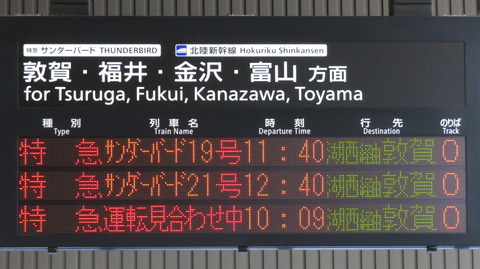 特急 サンダーバード THUNDERBIRD 北陸新幹線 Hokuriku Shinkansen
敦賀・福井・金沢・富山 方面
for Tsuruga, Fukui, Kanazawa, Toyama
種別 列車名 時刻 行先 のりば
Type Train Name Departure Time Destination Track
特急 サンダーバード19号 11:40 湖西経由敦賀 0
特急 サンダーバード21号 12:40 湖西経由敦賀 0
特急 運転見合わせ中 10:09 湖西経由敦賀 0